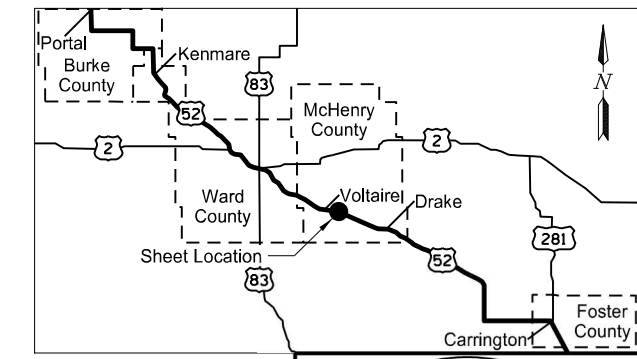 Portal
Burke
County
Kenmare
83
52
McHenry
County
N
2
2
Ward
County
Voltaire
Drake
Sheet Location
52
281
83
Foster
County
Carrington